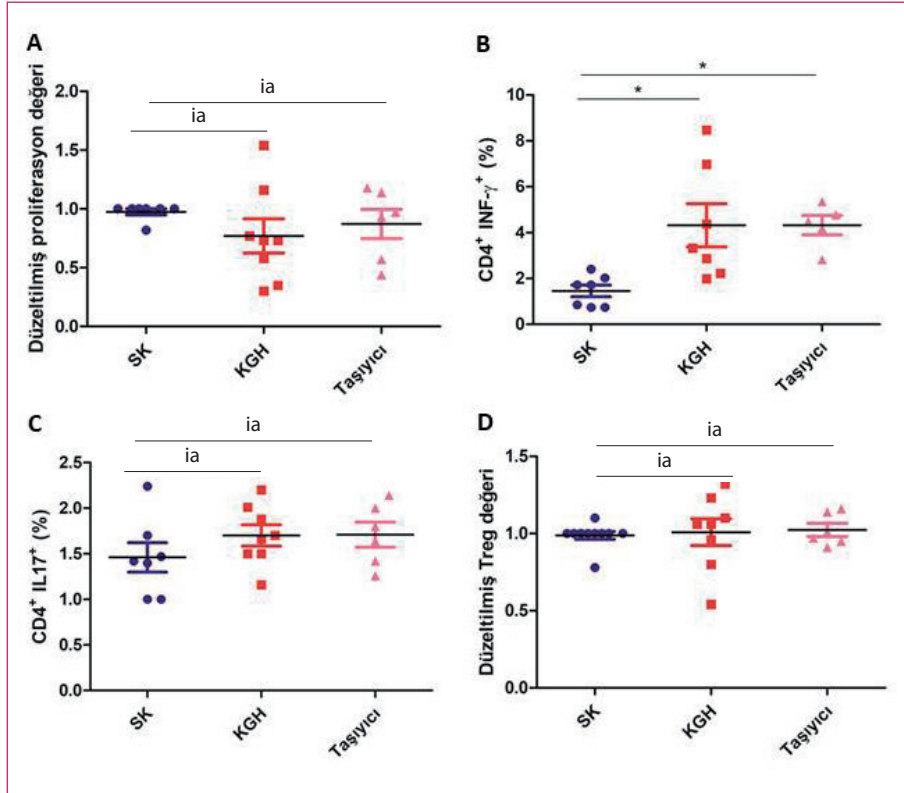 A
Düzeltilmiş proliferasyon değeri
2.0
1.5
1.0
0.5
0.0
ia
ia
SK
KGH
Taşıyıcı
B
CD4+ INF-γ+ (%)
10
8
6
4
2
0
*
*
SK
KGH
Taşıyıcı
C
CD4+ IL17+ (%)
2.5
2.0
1.5
1.0
0.5
0.0
ia
ia
SK
KGH
Taşıyıcı
D
Düzeltilmiş Treg değeri
1.5
1.0
0.5
0.0
ia
ia
SK
KGH
Taşıyıcı